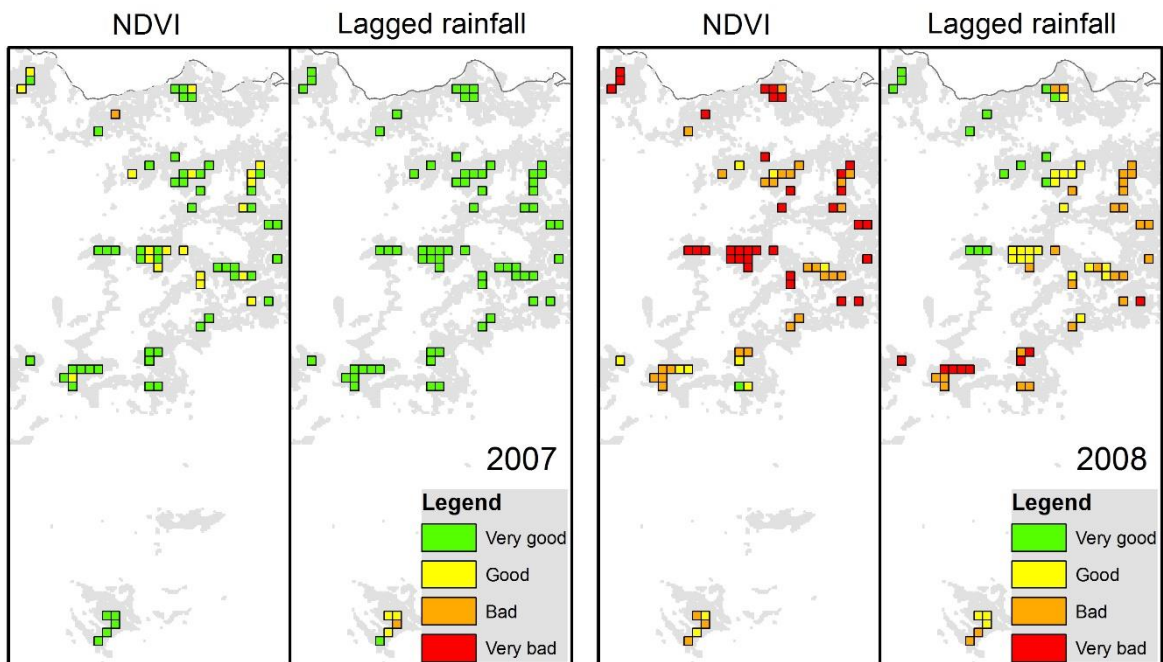 NDVI
Lagged rainfall
NDVI
Lagged rainfall
2007
Legend
Very good
Good
Bad
Very bad
2008
Legend
Very good
Good
Bad
Very bad